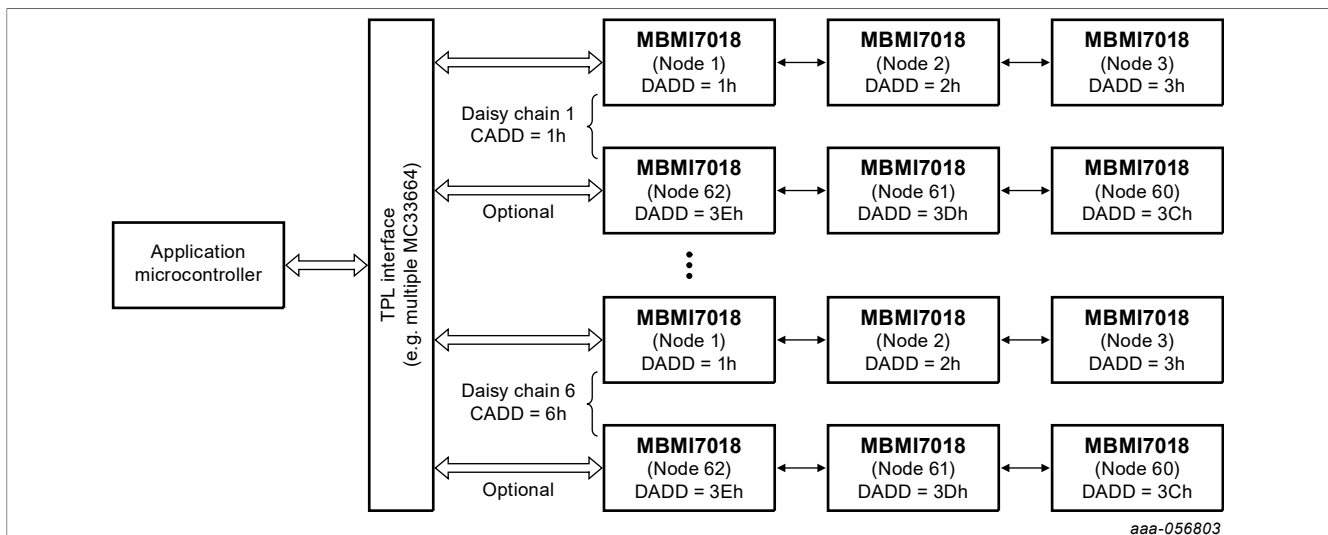 MBMI7018
(Node 1)
DADD = 1h
MBMI7018
(Node 2)
DADD = 2h
MBMI7018
(Node 3)
DADD = 3h
Daisy chain 1
CADD = 1h
MBMI7018
(Node 62)
DADD = 3Eh
MBMI7018
(Node 61)
DADD = 3Dh
MBMI7018
(Node 60)
DADD = 3Ch
Optional
Application
microcontroller
TPL interface
(e.g. multiple MC33664)
MBMI7018
(Node 1)
DADD = 1h
MBMI7018
(Node 2)
DADD = 2h
MBMI7018
(Node 3)
DADD = 3h
Daisy chain 6
CADD = 6h
MBMI7018
(Node 62)
DADD = 3Eh
MBMI7018
(Node 61)
DADD = 3Dh
MBMI7018
(Node 60)
DADD = 3Ch
Optional
aaa-056803